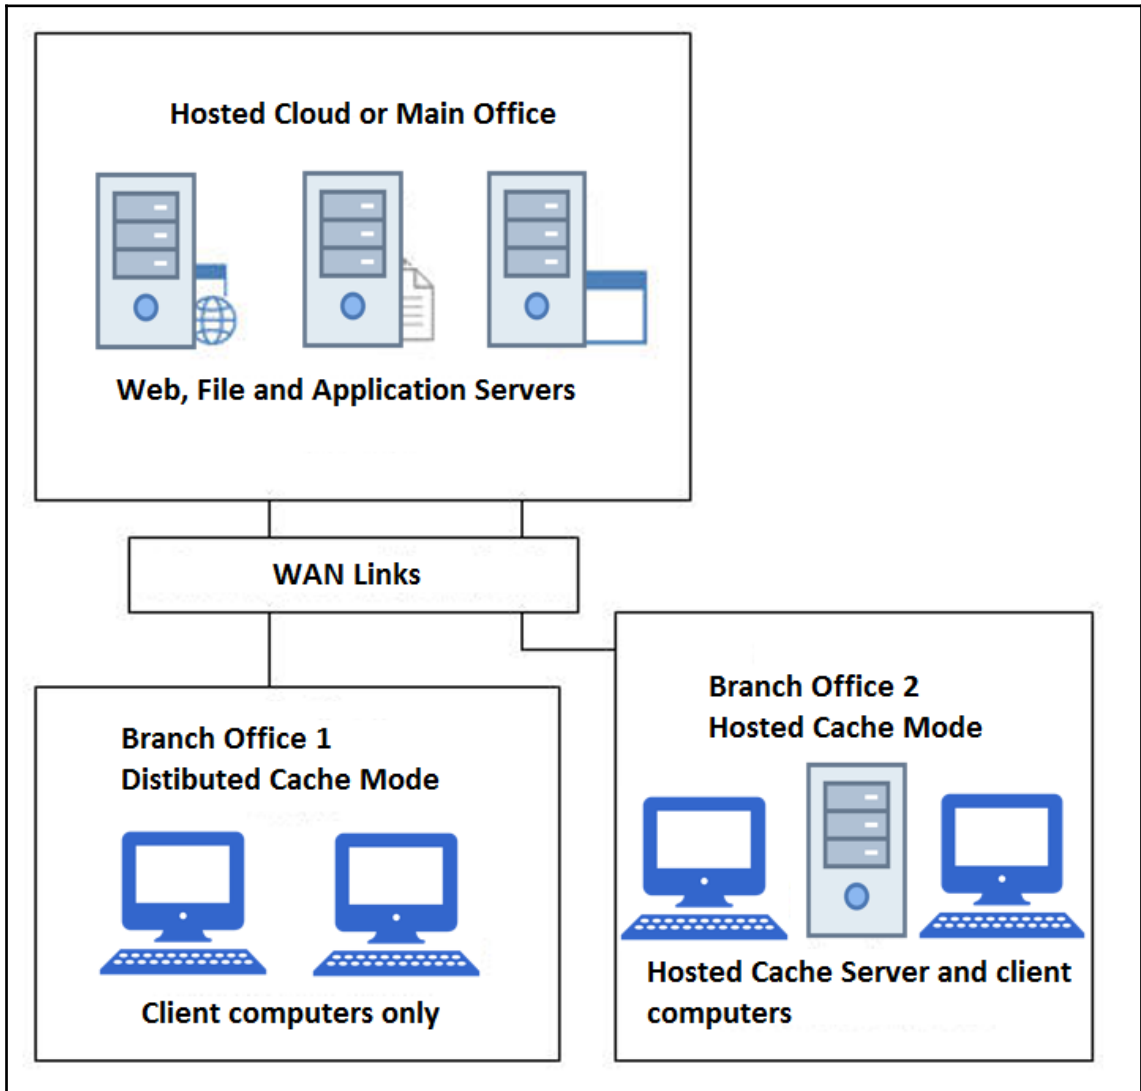 Hosted Cloud or Main Office
Web, File and Application Servers
WAN Links
Branch Office 1
Distibuted Cache Mode
Client computers only
Branch Office 2
Hosted Cache Mode
Hosted Cache Server and client
computers